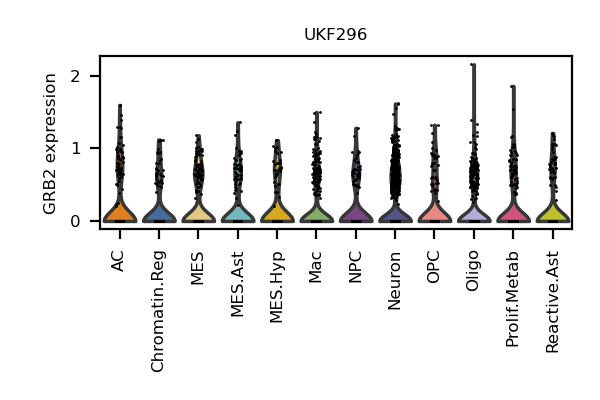 UKF296
GRB2 expression
2
1
0
AC
Chromatin.Reg
MES
MES.Ast
MES.Hyp
Mac
NPC
Neuron
OPC
Oligo
Prolif.Metab
Reactive.Ast